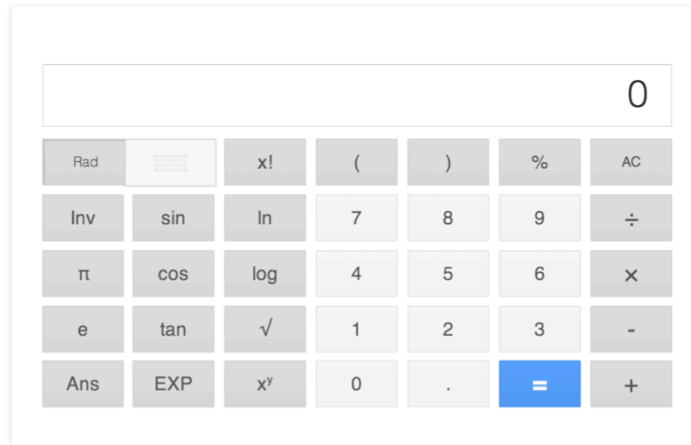 0
Rad x! ( ) % AC
Inv sin ln 7 8 9 ÷
π cos log 4 5 6 ×
e tan √ 1 2 3 -
Ans EXP xʸ 0 . = +